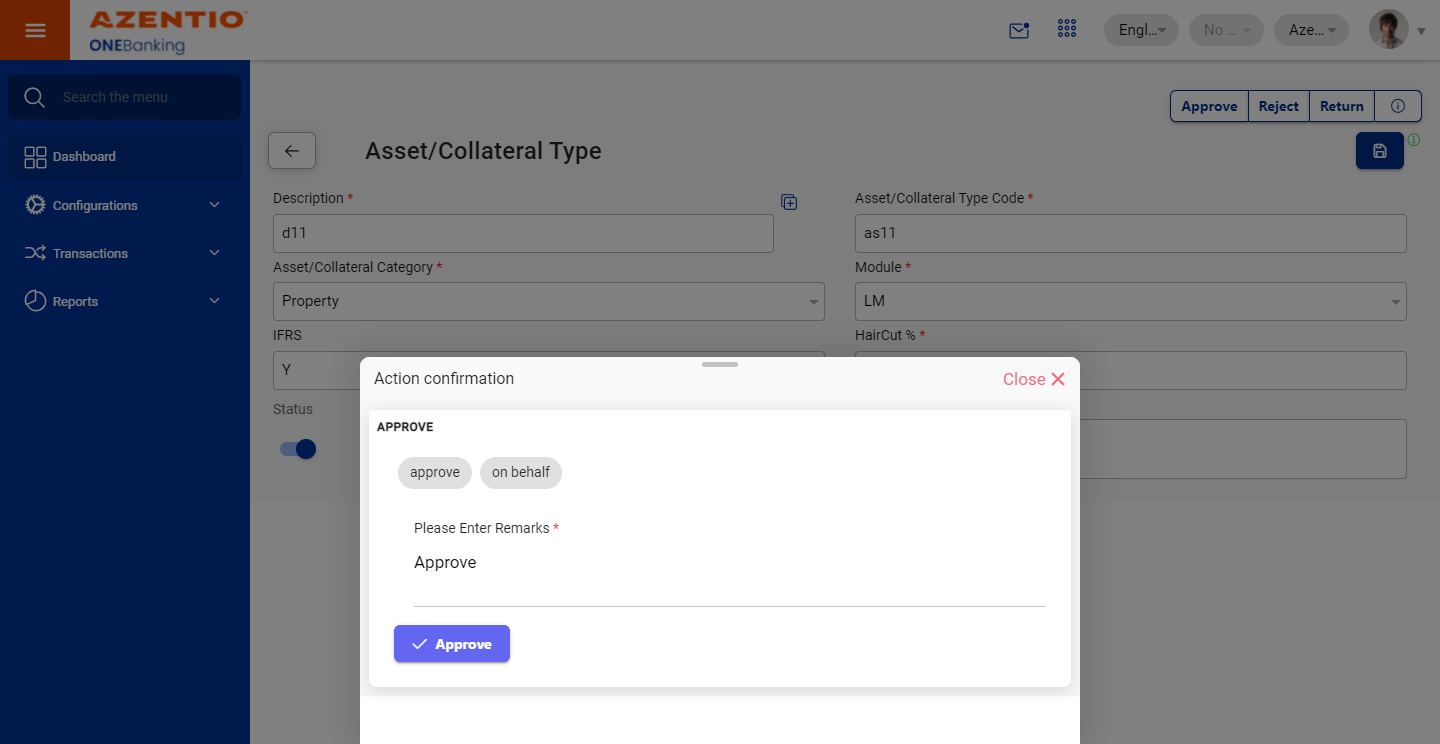 AZENTIO™
ONEBanking
Engl...
No ...
Aze...
Search the menu
Dashboard
Configurations
Transactions
Reports
Approve Reject Return
Asset/Collateral Type
Description *
Asset/Collateral Type Code *
d11
as11
Asset/Collateral Category *
Module *
Property
LM
IFRS
HairCut % *
Y
Status
Action confirmation
Close
APPROVE
approve
on behalf
Please Enter Remarks *
Approve
Approve